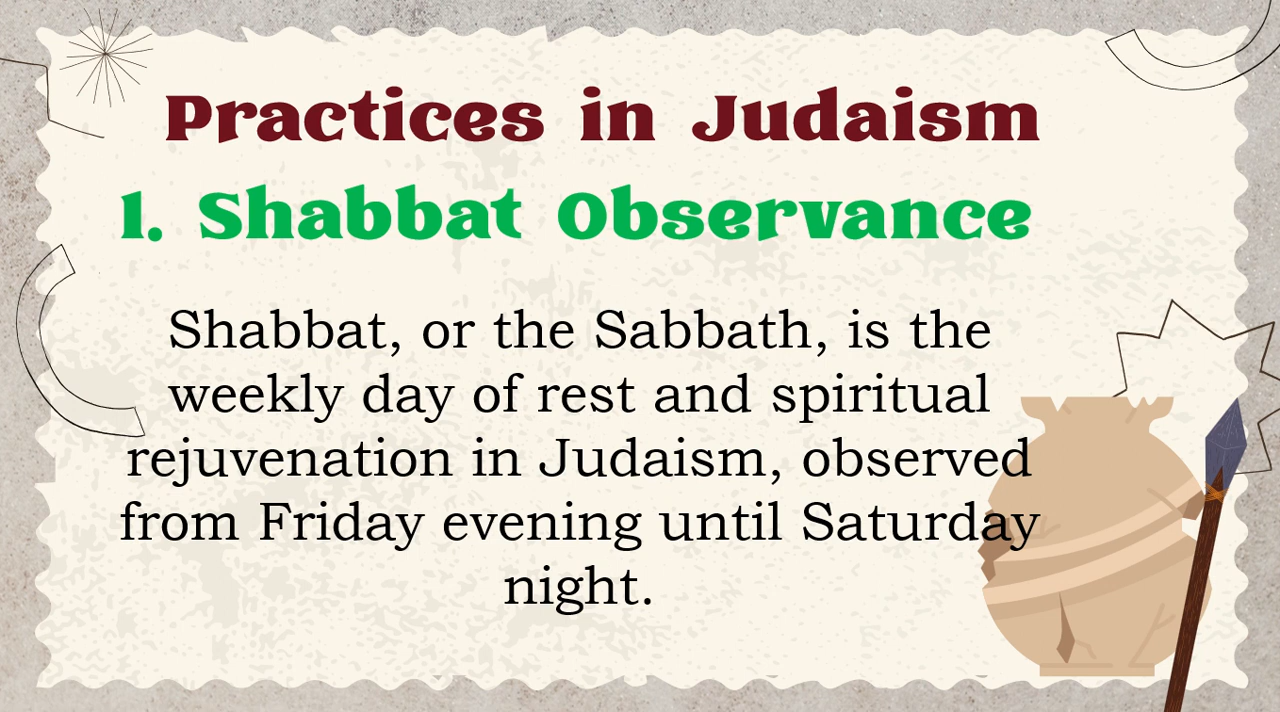 Practices in Judaism
1. Shabbat Observance
Shabbat, or the Sabbath, is the
weekly day of rest and spiritual
rejuvenation in Judaism, observed
from Friday evening until Saturday
night.